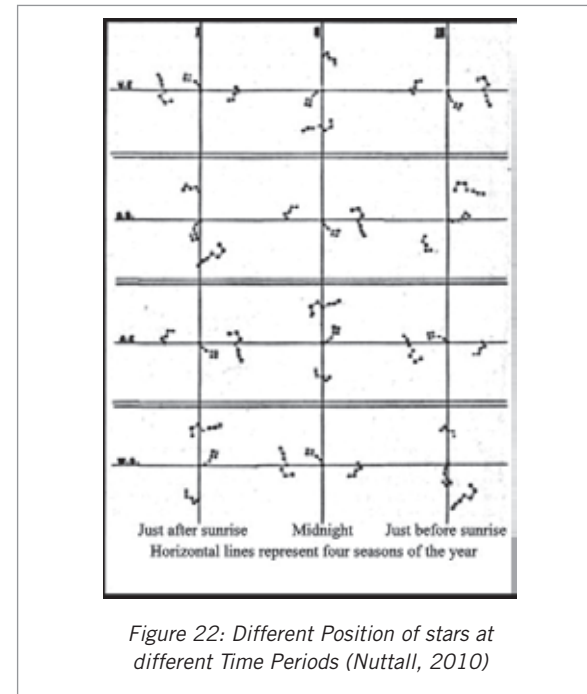 I II III
V.E
S.S.
A.E
W.S.
Just after sunrise Midnight Just before sunrise
Horizontal lines represent four seasons of the year
Figure 22: Different Position of stars at
different Time Periods (Nuttall, 2010)